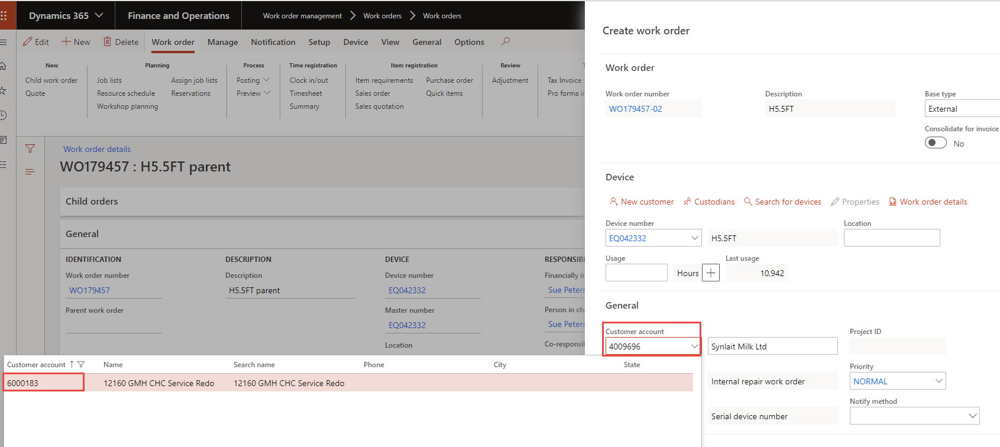 Dynamics 365
Finance and Operations
Work order management
Work orders
Work orders
Edit
New
Delete
Work order
Manage
Notification
Setup
Device
View
General
Options
New
Child work order
Quote
Planning
Job lists
Assign job lists
Resource schedule
Reservations
Workshop planning
Process
Posting
Preview
Time registration
Clock in/out
Timesheet
Summary
Item registration
Item requirements
Purchase order
Sales order
Quick items
Sales quotation
Review
Adjustment
Tax Invoice
Pro forma
Work order details
WO179457 : H5.5FT parent
Child orders
General
IDENTIFICATION
Work order number
WO179457
Parent work order
DESCRIPTION
Description
H5.5FT parent
DEVICE
Device number
EQ042332
Master number
EQ042332
Location
RESPONSIB
Financially
Sue Peters
Person in
Sue Peters
Co-responsi
Customer account
Name
Search name
Phone
City
State
6000183
12160 GMH CHC Service Redo
12160 GMH CHC Service Redo
Create work order
Work order
Work order number
WO179457-02
Description
H5.5FT
Base type
External
Consolidate for invoice
No
Device
New customer
Custodians
Search for devices
Properties
Work order details
Device number
EQ042332
H5.5FT
Location
Usage
Hours
Last usage
10,942
General
Customer account
4009696
Synlait Milk Ltd
Project ID
Internal repair work order
Priority
NORMAL
Serial device number
Notify method